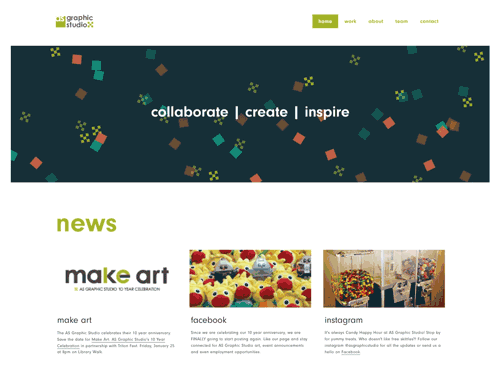 as graphic
studio
home work about team contact
collaborate | create | inspire
news
make art
AS GRAPHIC STUDIO 10 YEAR CELEBRATION
make art
The AS Graphic Studio celebrates their 10 year anniversary.
Save the date for Make Art: AS Graphic Studio's 10 Year
Celebration in partnership with Triton Fest: Friday, January 25
at 8pm on Library Walk
facebook
Since we are celebrating our 10 year anniversary, we are
FINALLY going to start posting again. Like our page and stay
connected for AS Graphic Studio art, event announcements
and even employment opportunities.
instagram
It's always Candy Happy Hour at AS Graphic Studio! Stop by
for yummy treats. Who doesn't like free sweties? Follow our
instagram @asgraphicstudio for all the updates or send us a
hello on Facebook